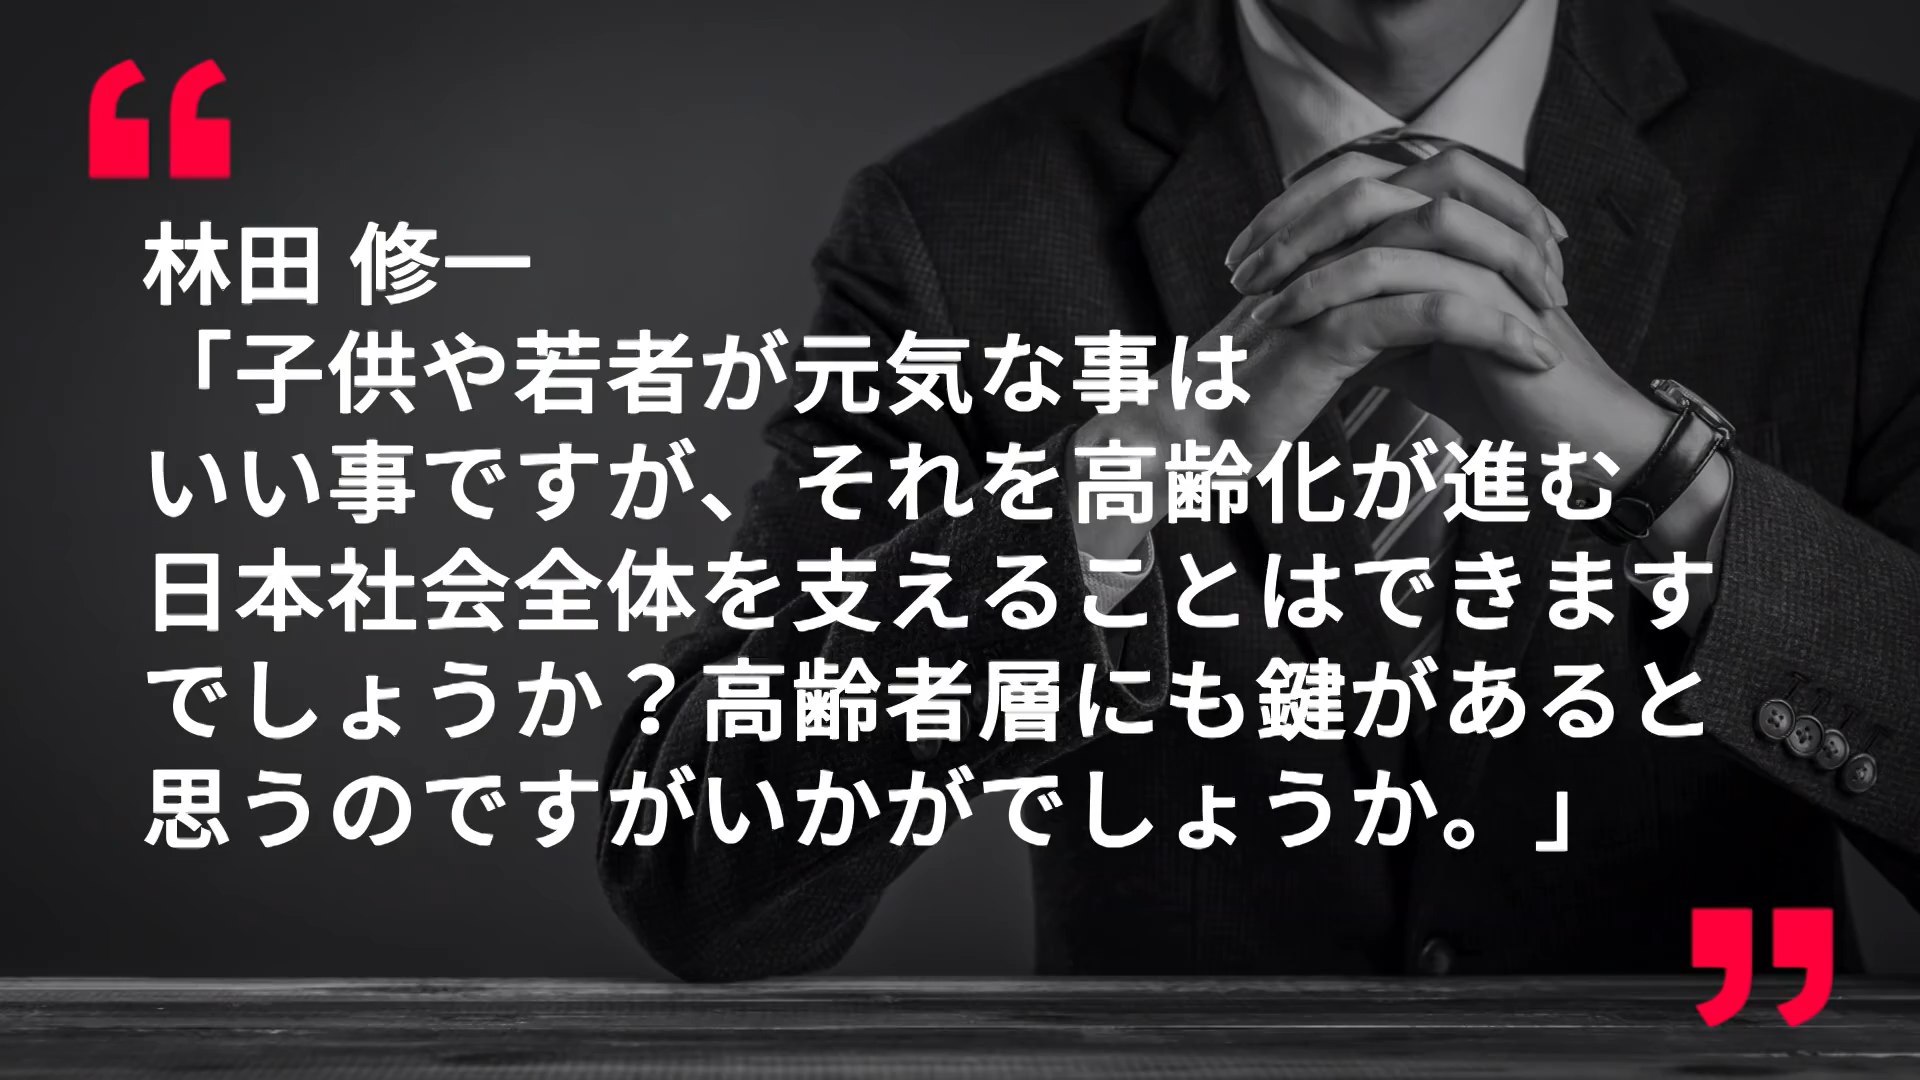 林田 修一
「子供や若者が元気な事は
いい事ですが、それを高齢化が進む
日本社会全体を支えることはできます
でしょうか？高齢者層にも鍵があると
思うのですがいかがでしょうか。」